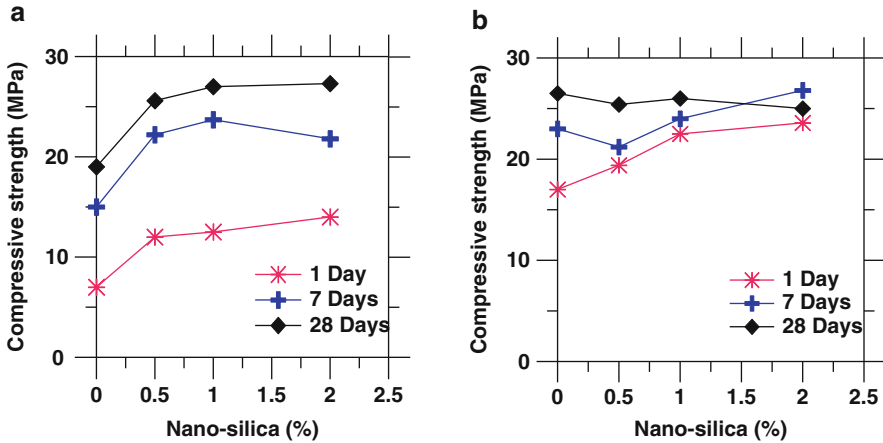 a
30
20
10
0
Compressive strength (MPa)
1 Day
7 Days
28 Days
0 0.5 1 1.5 2 2.5
Nano-silica (%)
b
30
20
10
0
Compressive strength (MPa)
1 Day
7 Days
28 Days
0 0.5 1 1.5 2 2.5
Nano-silica (%)